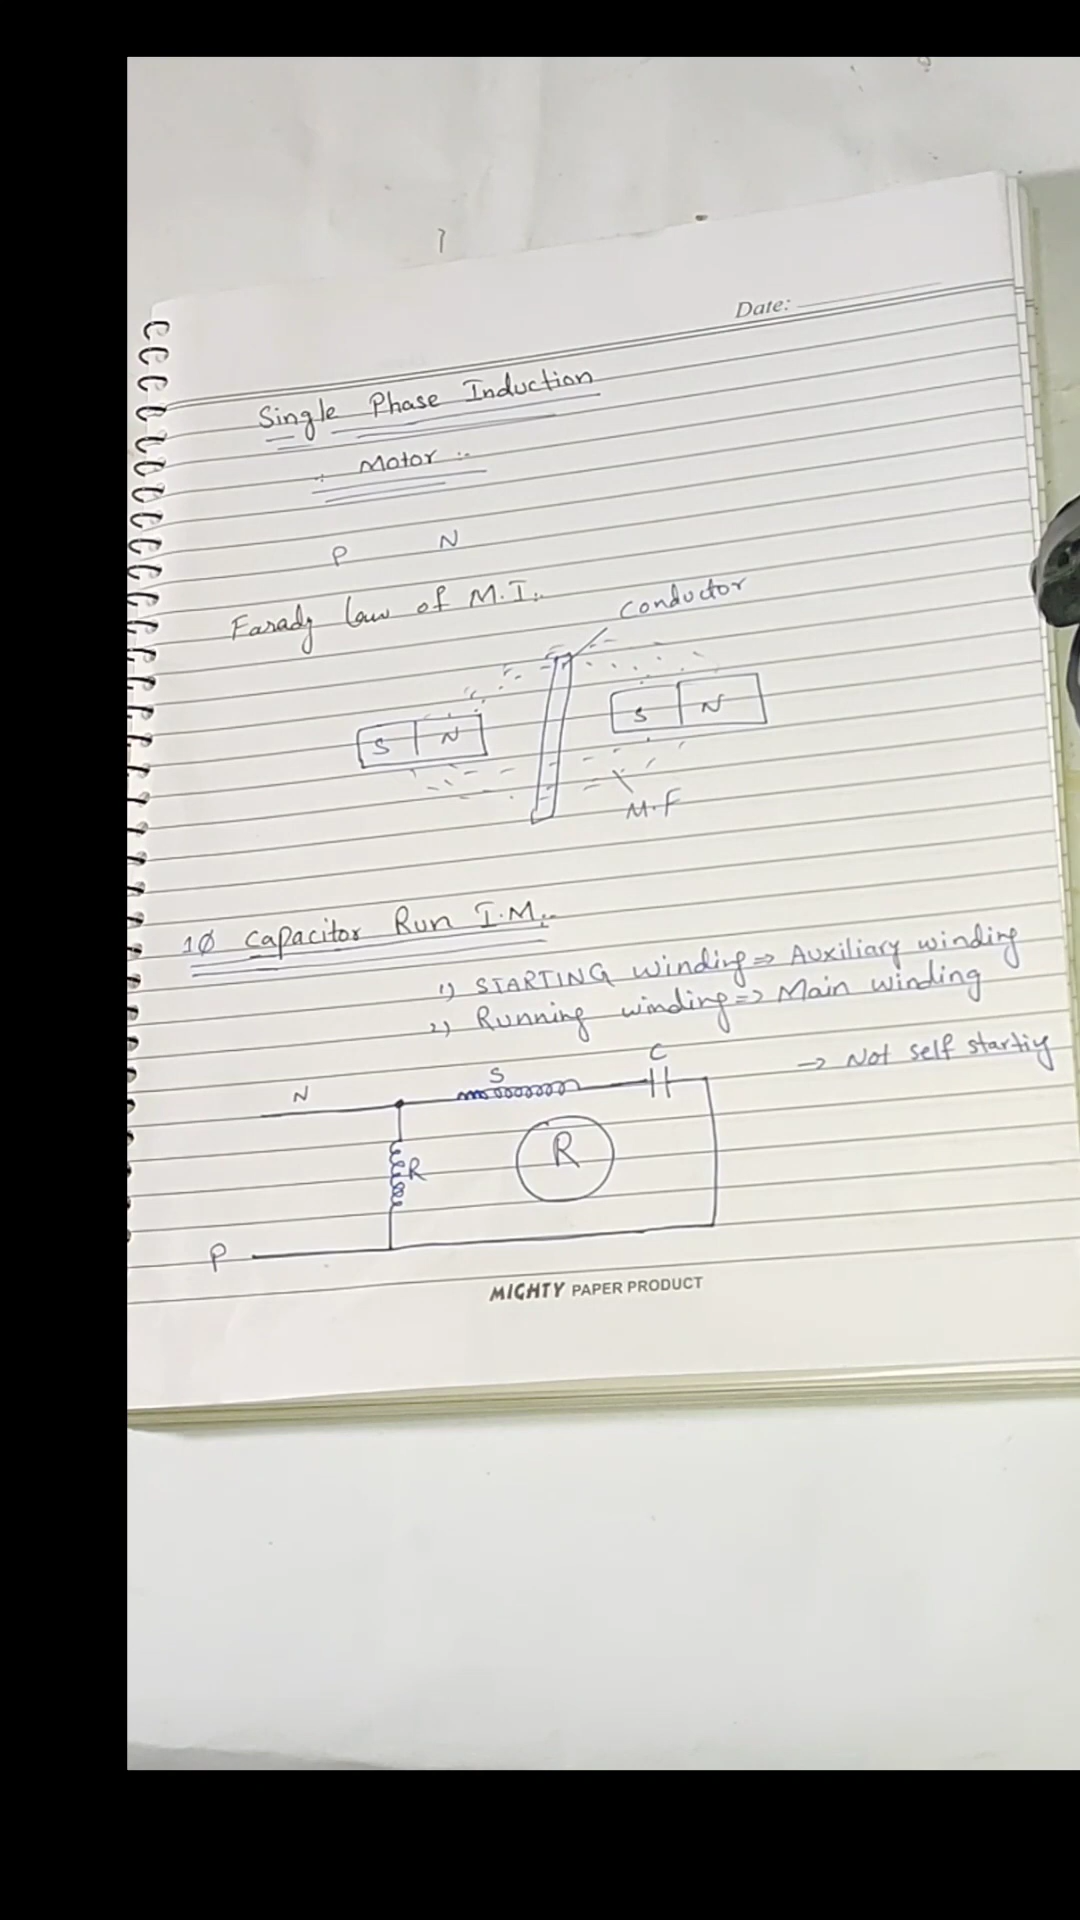 Date:
Single Phase Induction
Motor :-
P N
Farady law of M.I.:
Conductor
S N
S N
M.F
1Ø Capacitor Run I.M.:-
1) STARTING winding => Auxiliary winding
2) Running winding => Main winding
→ Not self startiy
C
S
N
R
R
P
MIGHTY PAPER PRODUCT